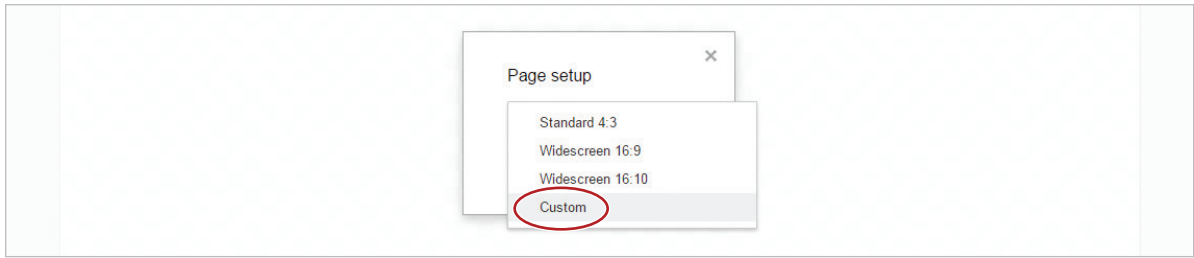 Page setup
Standard 4:3
Widescreen 16:9
Widescreen 16:10
Custom